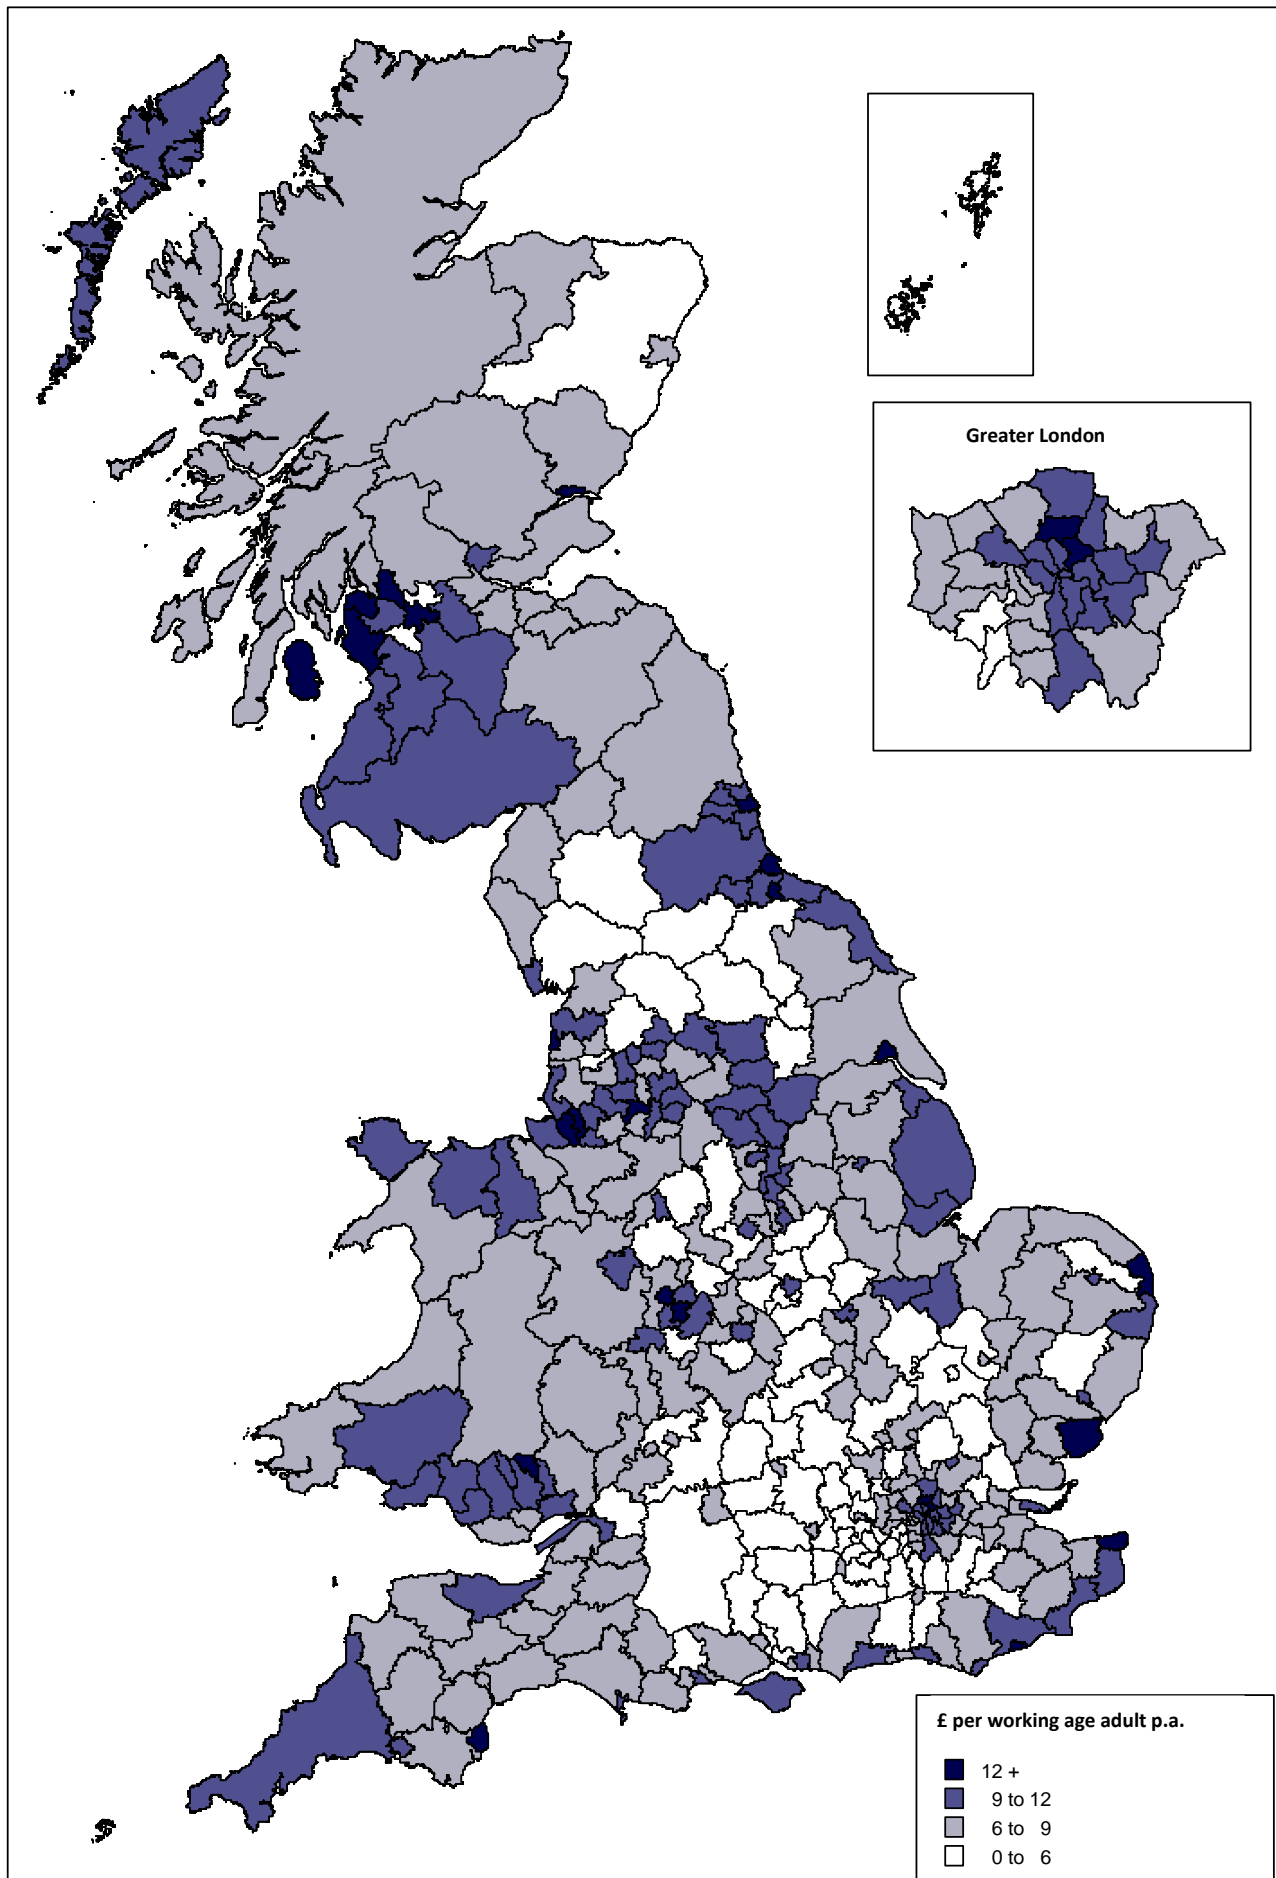 Greater London
£ per working age adult p.a.
12 +
9 to 12
6 to 9
0 to 6